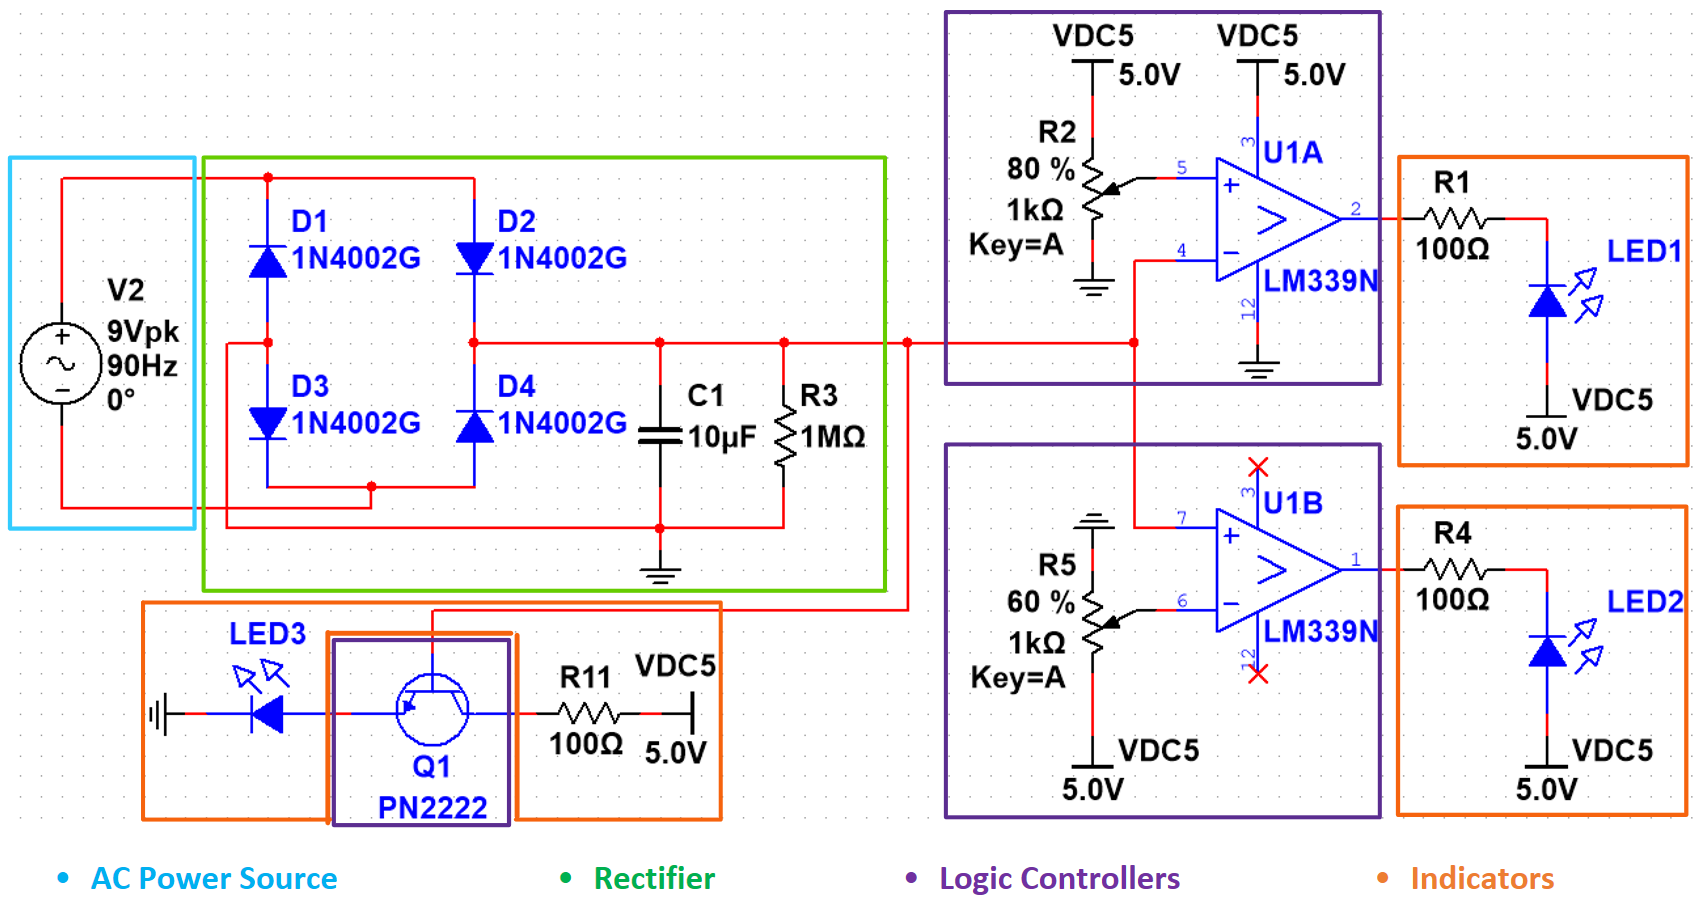 VDC5
5.0V
VDC5
5.0V
R2
80 %
1kΩ
Key=A
5
4
3
12
2
+
−
U1A
LM339N
R1
100Ω
LED1
VDC5
5.0V
V2
9Vpk
90Hz
0°
+
−
D1
1N4002G
D2
1N4002G
D3
1N4002G
D4
1N4002G
C1
10µF
R3
1MΩ
R5
60 %
1kΩ
Key=A
7
6
3
12
1
+
−
U1B
LM339N
VDC5
5.0V
R4
100Ω
LED2
VDC5
5.0V
LED3
Q1
PN2222
R11
100Ω
VDC5
5.0V
• AC Power Source
• Rectifier
• Logic Controllers
• Indicators